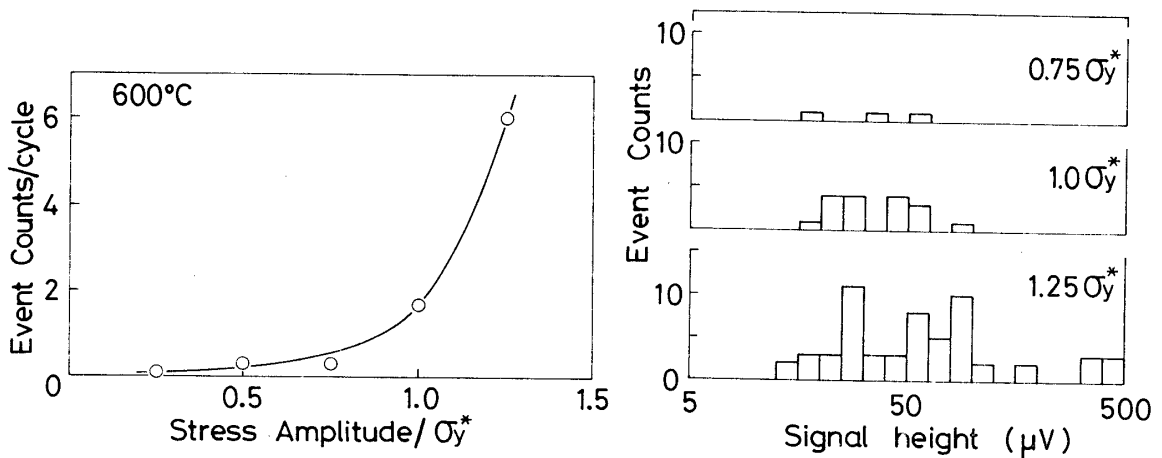 600°C
Event Counts/cycle
6
4
2
0
0.5
1.0
1.5
Stress Amplitude/σy*
Event Counts
10
0.75σy*
10
1.0σy*
10
1.25σy*
0
5
50
500
Signal height (μV)